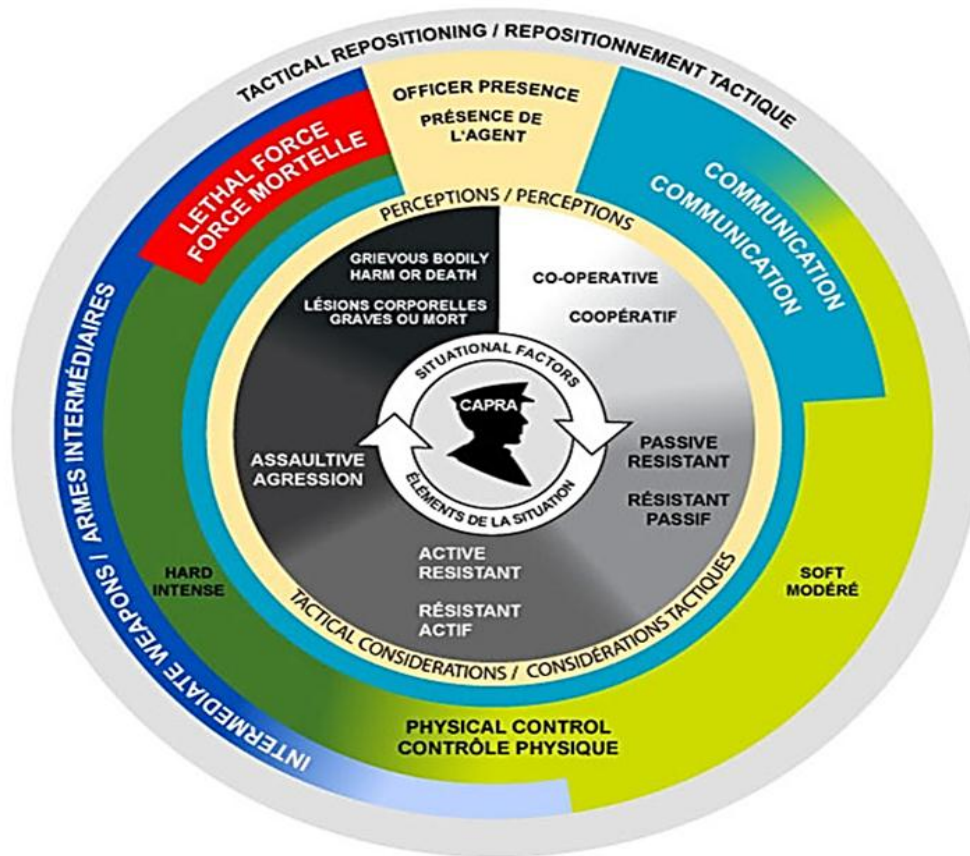 TACTICAL REPOSITIONING / REPOSITIONNEMENT TACTIQUE
OFFICER PRESENCE
PRÉSENCE DE
L'AGENT
LETHAL FORCE
FORCE MORTELLE
COMMUNICATION
COMMUNICATION
PERCEPTIONS / PERCEPTIONS
GRIEVOUS BODILY
HARM OR DEATH
LÉSIONS CORPORELLES
GRAVES OU MORT
CO-OPERATIVE
COOPÉRATIF
SITUATIONAL FACTORS
CAPRA
ÉLÉMENTS DE LA SITUATION
ASSAULTIVE
AGRESSION
PASSIVE
RESISTANT
RÉSISTANT
PASSIF
ACTIVE
RESISTANT
RÉSISTANT
ACTIF
TACTICAL CONSIDERATIONS / CONSIDÉRATIONS TACTIQUES
HARD
INTENSE
SOFT
MODÉRÉ
INTERMEDIATE WEAPONS / ARMES INTERMÉDIAIRES
PHYSICAL CONTROL
CONTRÔLE PHYSIQUE